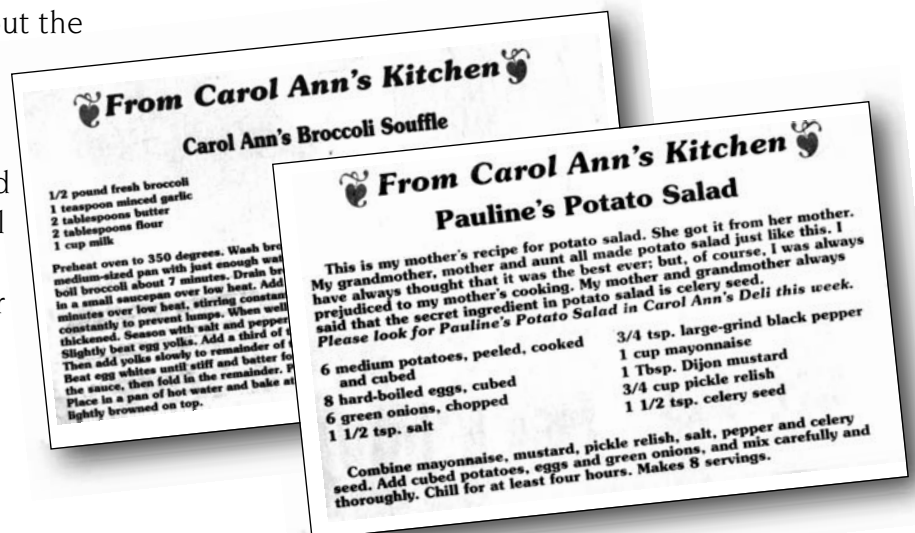 out the
d
l
r
From Carol Ann's Kitchen
Carol Ann's Broccoli Souffle
1/2 pound fresh broccoli
1 teaspoon minced garlic
2 tablespoons butter
2 tablespoons flour
1 cup milk
Preheat oven to 350 degrees. Wash
medium-sized pan with just enough
boil broccoli about 7 minutes. Drain
in a small saucepan over low heat. Add
minutes over low heat, stirring
constantly to prevent lumps. When
thickened. Season with salt and pepper
Slightly beat egg yolks. Add a third of
Then add yolks slowly to remainder of
Beat egg whites until stiff and batter
the sauce, then fold in the remainder.
Place in a pan of hot water and bake at
lightly browned on top.
From Carol Ann's Kitchen
Pauline's Potato Salad
This is my mother's recipe for potato salad. She got it from her mother.
My grandmother, mother and aunt all made potato salad just like this. I
have always thought that it was the best ever; but, of course, I was always
prejudiced to my mother's cooking. My mother and grandmother always
said that the secret ingredient in potato salad is celery seed.
Please look for Pauline's Potato Salad in Carol Ann's Deli this week.
6 medium potatoes, peeled, cooked
and cubed
8 hard-boiled eggs, cubed
6 green onions, chopped
1 1/2 tsp. salt
3/4 tsp. large-grind black pepper
1 cup mayonnaise
1 Tbsp. Dijon mustard
3/4 cup pickle relish
1 1/2 tsp. celery seed
Combine mayonnaise, mustard, pickle relish, salt, pepper and celery
seed. Add cubed potatoes, eggs and green onions, and mix carefully and
thoroughly. Chill for at least four hours. Makes 8 servings.